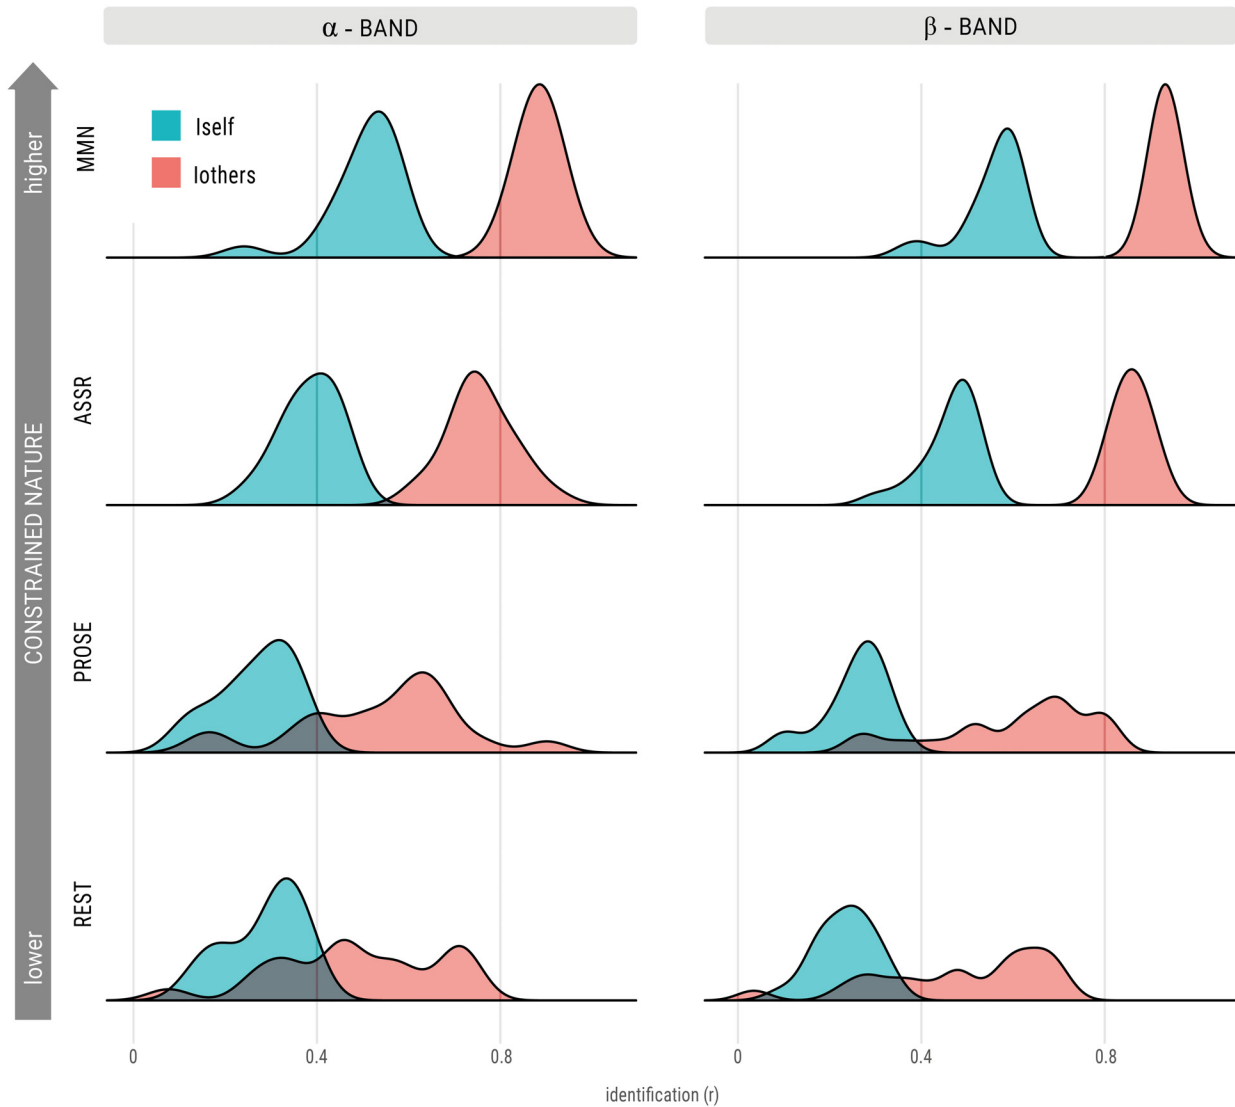 α - BAND
β - BAND
higher
CONSTRAINED NATURE
lower
Iself
Iothers
MMN
ASSR
PROSE
REST
0 0.4 0.8
0 0.4 0.8
identification (r)